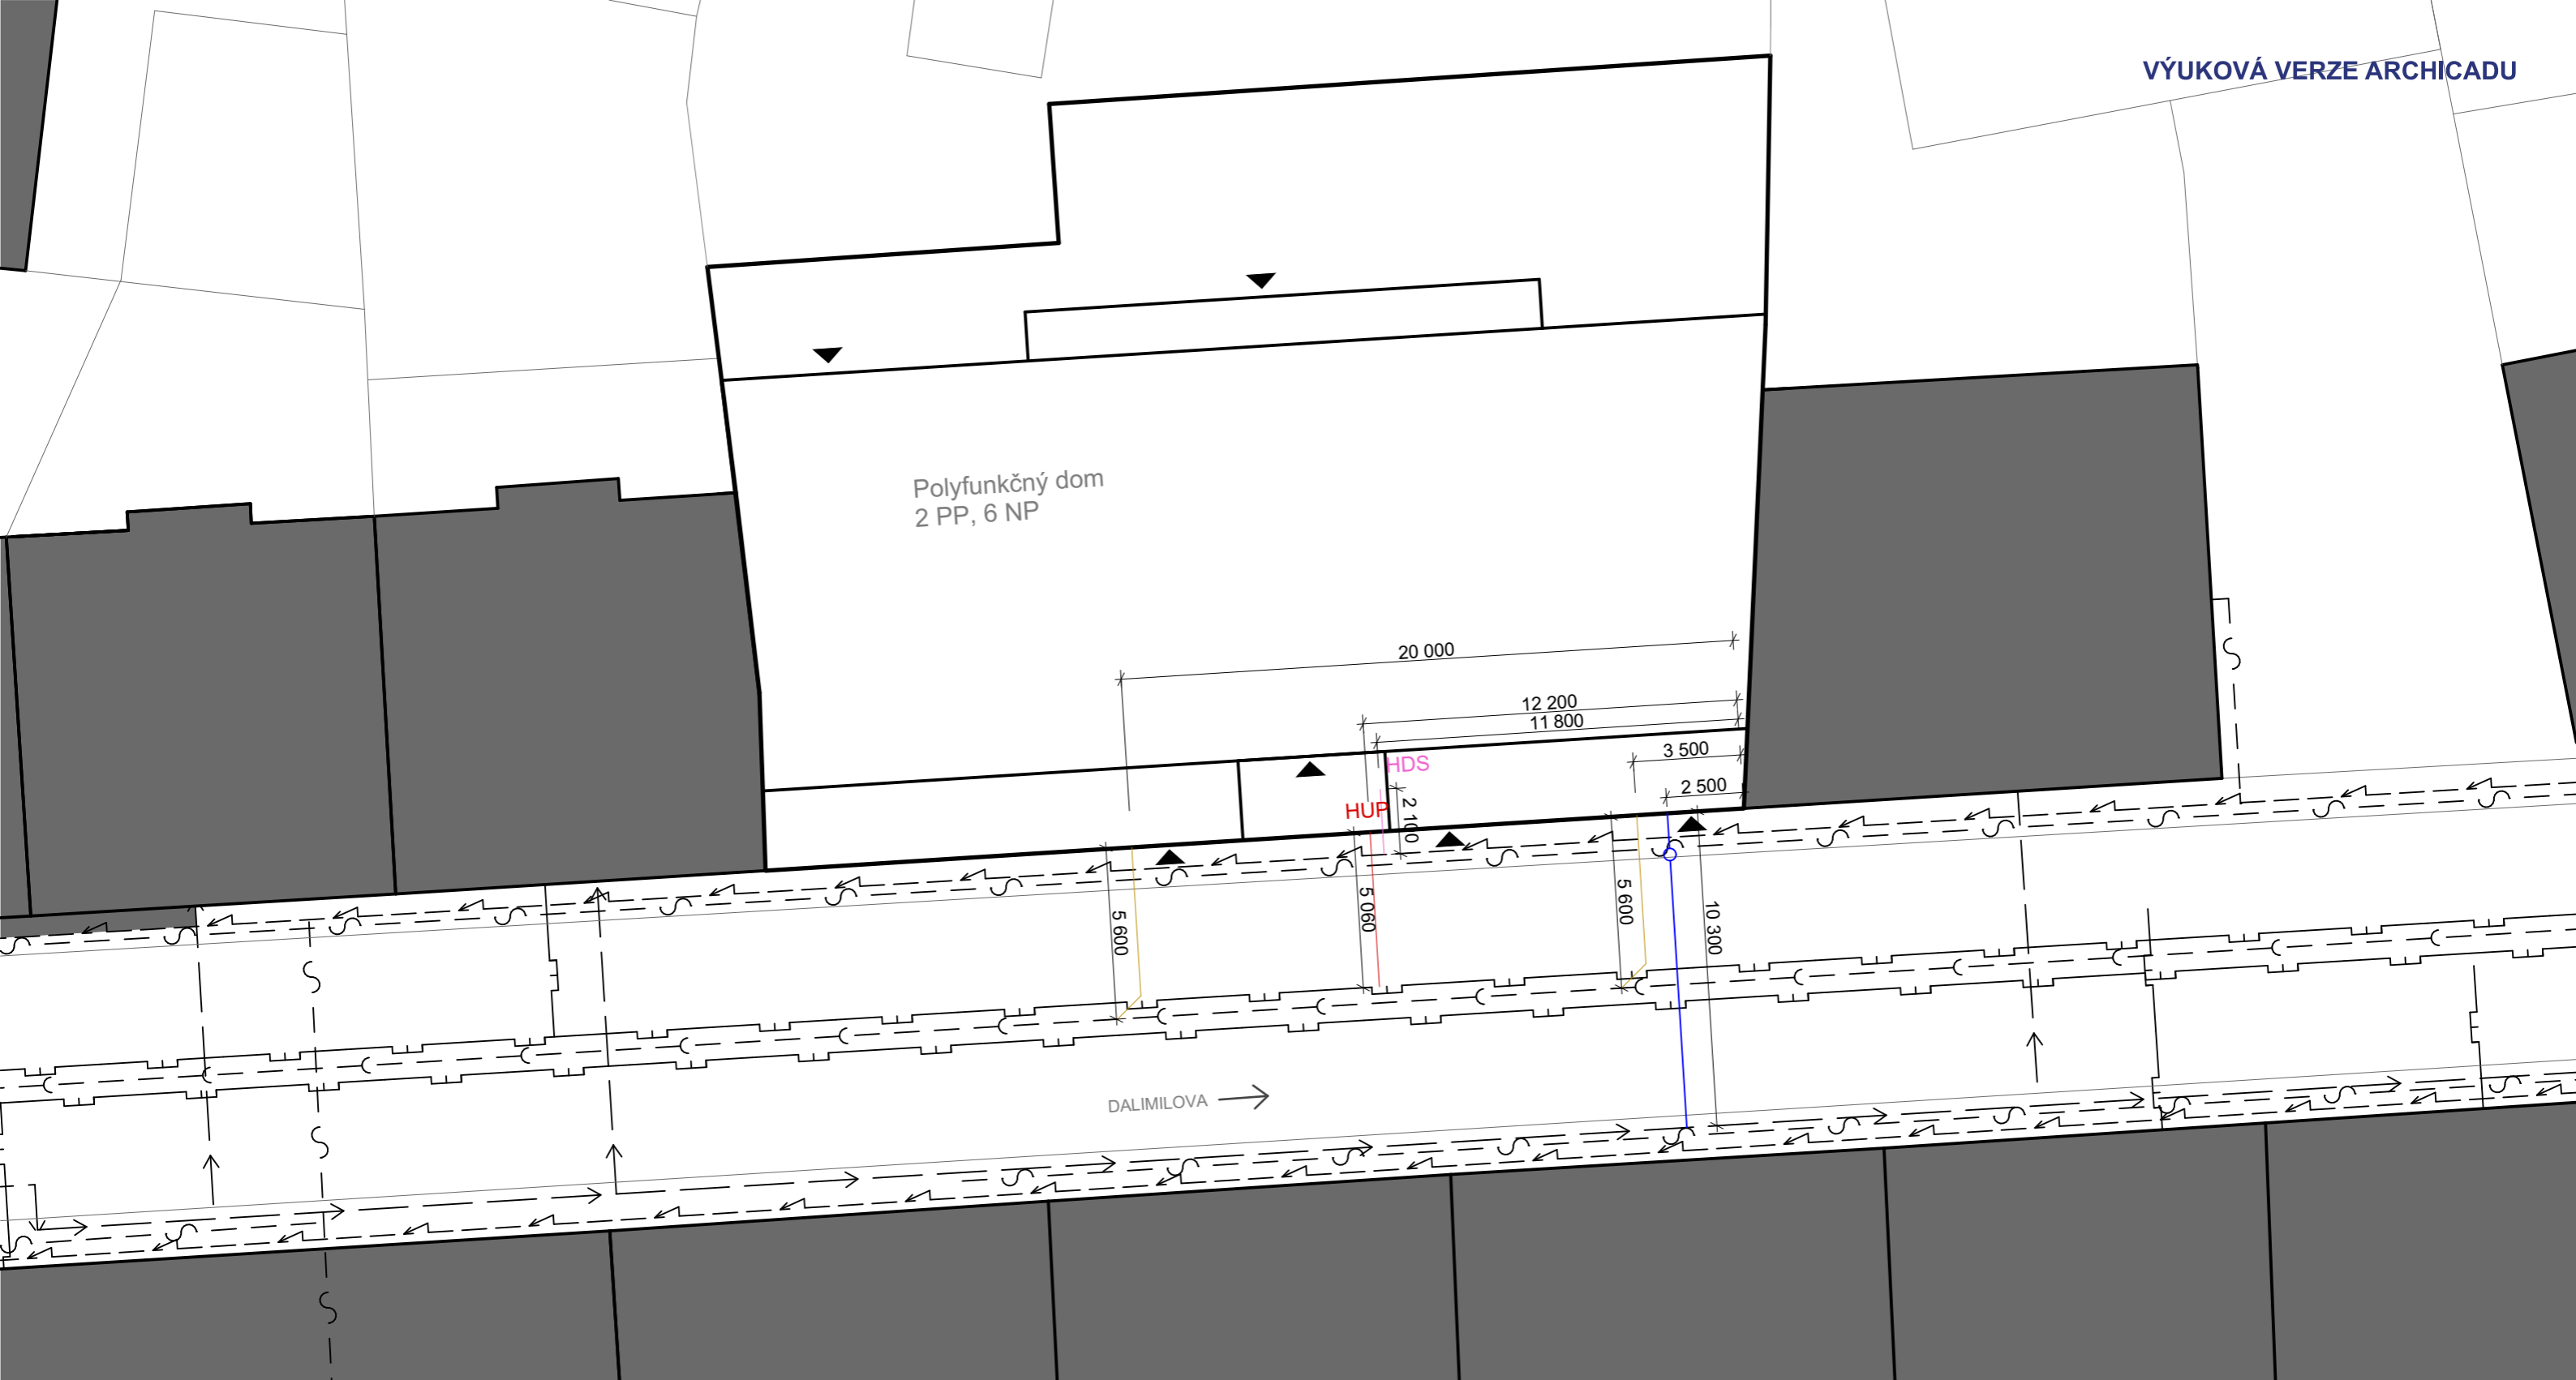 VÝUKOVÁ VERZE ARCHICADU
Polyfunkčný dom
2 PP, 6 NP
20 000
12 200
11 800
3 500
HDS
2 500
HUP
2 100
5 600
5 060
5 600
10 300
DALIMILOVA